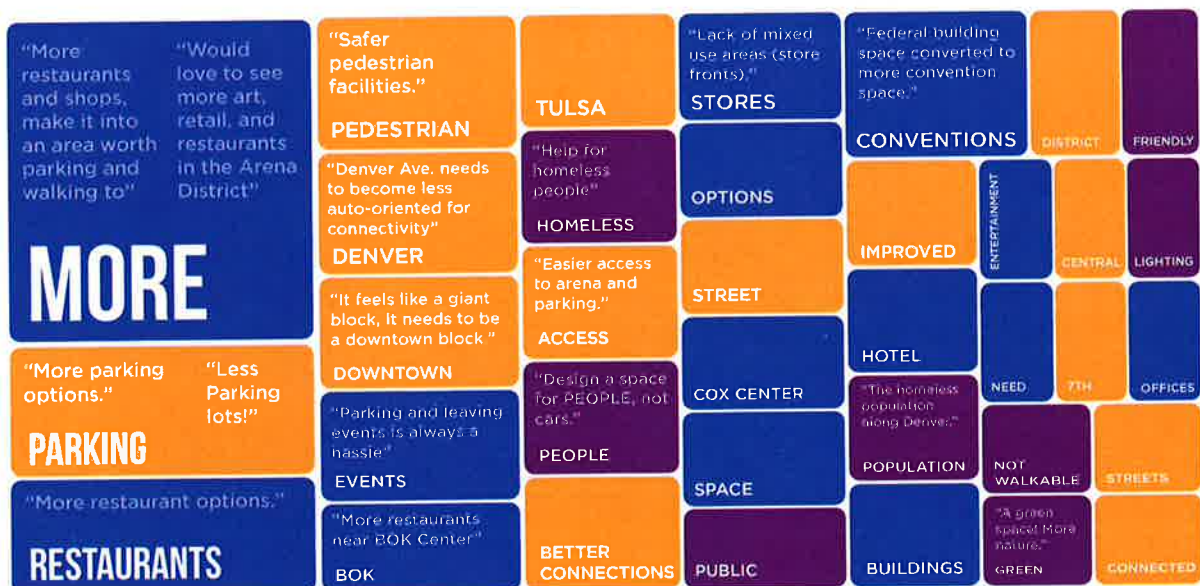 "More
restaurants
and shops,
make it into
an area worth
parking and
walking to"
"Would
love to see
more art,
retail, and
restaurants
in the Arena
District"
MORE
"More parking
options."
"Less
Parking
lots!"
PARKING
"More restaurant options."
RESTAURANTS
"Safer
pedestrian
facilities."
PEDESTRIAN
"Denver Ave. needs
to become less
auto-oriented for
connectivity"
DENVER
"It feels like a giant
block, it needs to be
a downtown block."
DOWNTOWN
"Parking and leaving
events is always a
hassle"
EVENTS
"More restaurants
near BOK Center"
BOK
TULSA
"Help for
homeless
people"
HOMELESS
"Easier access
to arena and
parking."
ACCESS
"Design a space
for PEOPLE, not
cars."
PEOPLE
BETTER
CONNECTIONS
"Lack of mixed
use areas (store
fronts),"
STORES
OPTIONS
STREET
COX CENTER
SPACE
PUBLIC
"Federal building
space converted to
more convention
space."
CONVENTIONS
DISTRICT
FRIENDLY
IMPROVED
ENTERTAINMENT
CENTRAL
LIGHTING
HOTEL
NEED
7TH
OFFICES
"The homeless
population
along Denver."
POPULATION
NOT
WALKABLE
STREETS
BUILDINGS
"A green
space! More
nature."
GREEN
CONNECTED